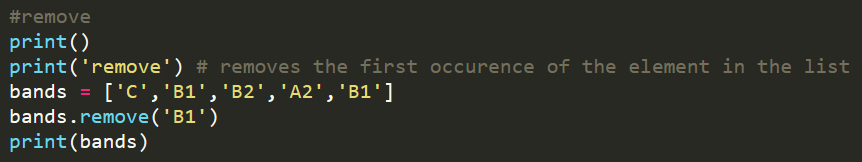 #remove
print()
print('remove') # removes the first occurence of the element in the list
bands = ['C','B1','B2','A2','B1']
bands.remove('B1')
print(bands)